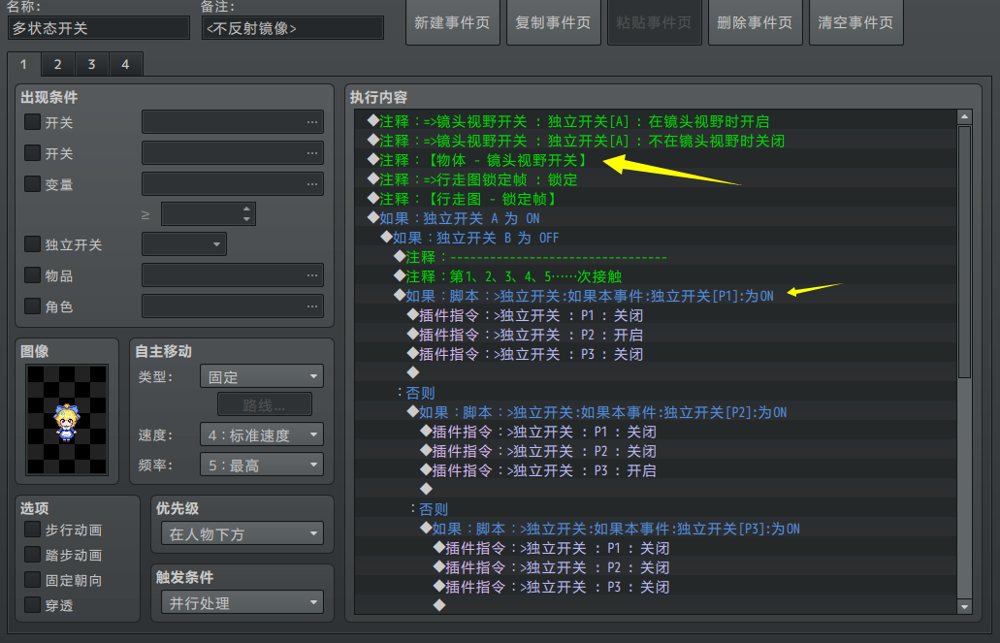 名称:
备注:
多状态开关
<不反射镜像>
新建事件页
复制事件页
粘贴事件页
删除事件页
清空事件页
1
2
3
4
出现条件
开关
开关
变量
≥
独立开关
物品
角色
图像
自主移动
类型:
固定
路线...
速度:
4：标准速度
频率:
5：最高
选项
步行动画
踏步动画
固定朝向
穿透
优先级
在人物下方
触发条件
并行处理
执行内容
◆注释：=>镜头视野开关 : 独立开关[A] : 在镜头视野时开启
◆注释：=>镜头视野开关 : 独立开关[A] : 不在镜头视野时关闭
◆注释：【物体 - 镜头视野开关】
◆注释：=>行走图锁定帧 : 锁定
◆注释：【行走图 - 锁定帧】
◆如果：独立开关 A 为 ON
◆如果：独立开关 B 为 OFF
◆注释：---------------------------------
◆注释：第1、2、3、4、5……次接触
◆如果：脚本：>独立开关:如果本事件:独立开关[P1]:为ON
◆插件指令：>独立开关 : P1 : 关闭
◆插件指令：>独立开关 : P2 : 开启
◆插件指令：>独立开关 : P3 : 关闭
◆
：否则
◆如果：脚本：>独立开关:如果本事件:独立开关[P2]:为ON
◆插件指令：>独立开关 : P1 : 关闭
◆插件指令：>独立开关 : P2 : 关闭
◆插件指令：>独立开关 : P3 : 开启
◆
：否则
◆如果：脚本：>独立开关:如果本事件:独立开关[P3]:为ON
◆插件指令：>独立开关 : P1 : 关闭
◆插件指令：>独立开关 : P2 : 关闭
◆插件指令：>独立开关 : P3 : 关闭
◆